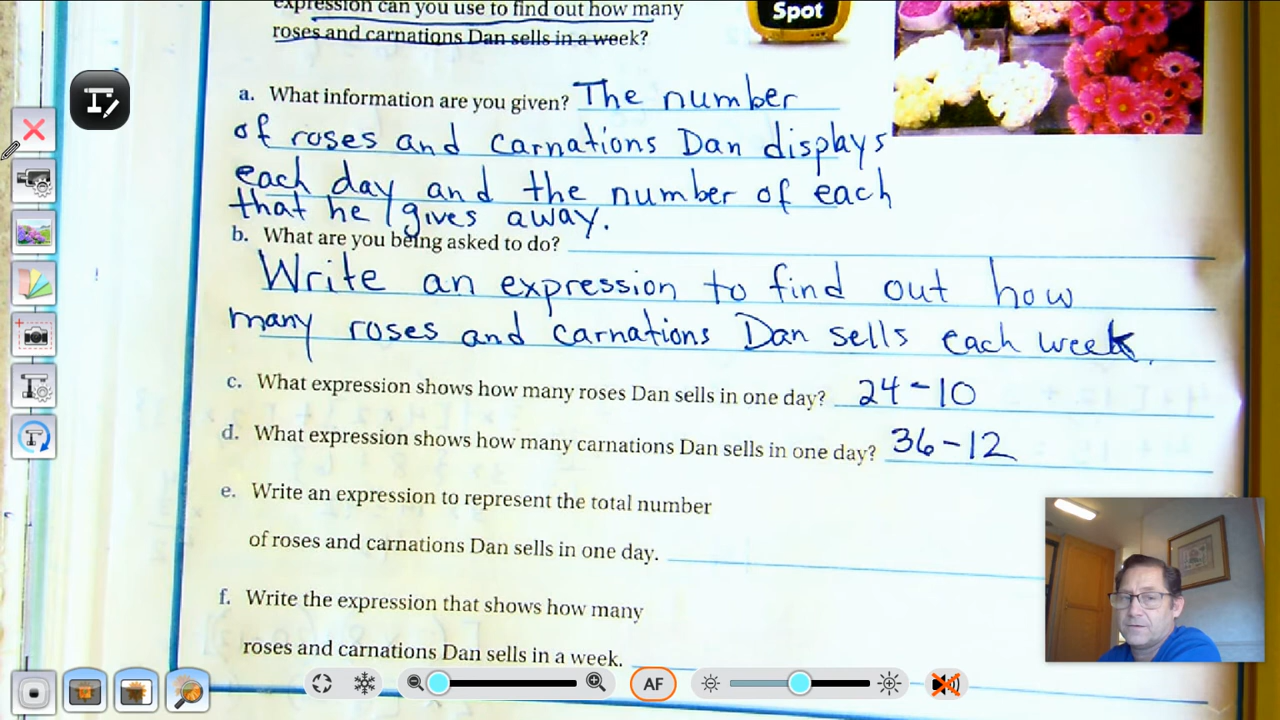 expression can you use to find out how many
roses and carnations Dan sells in a week?
Spot
a. What information are you given? The number
of roses and carnations Dan displays
each day and the number of each
that he gives away.
b. What are you being asked to do?
Write an expression to find out how
many roses and carnations Dan sells each week.
c. What expression shows how many roses Dan sells in one day? 24-10
d. What expression shows how many carnations Dan sells in one day? 36-12
e. Write an expression to represent the total number
of roses and carnations Dan sells in one day.
f. Write the expression that shows how many
roses and carnations Dan sells in a week.
AF